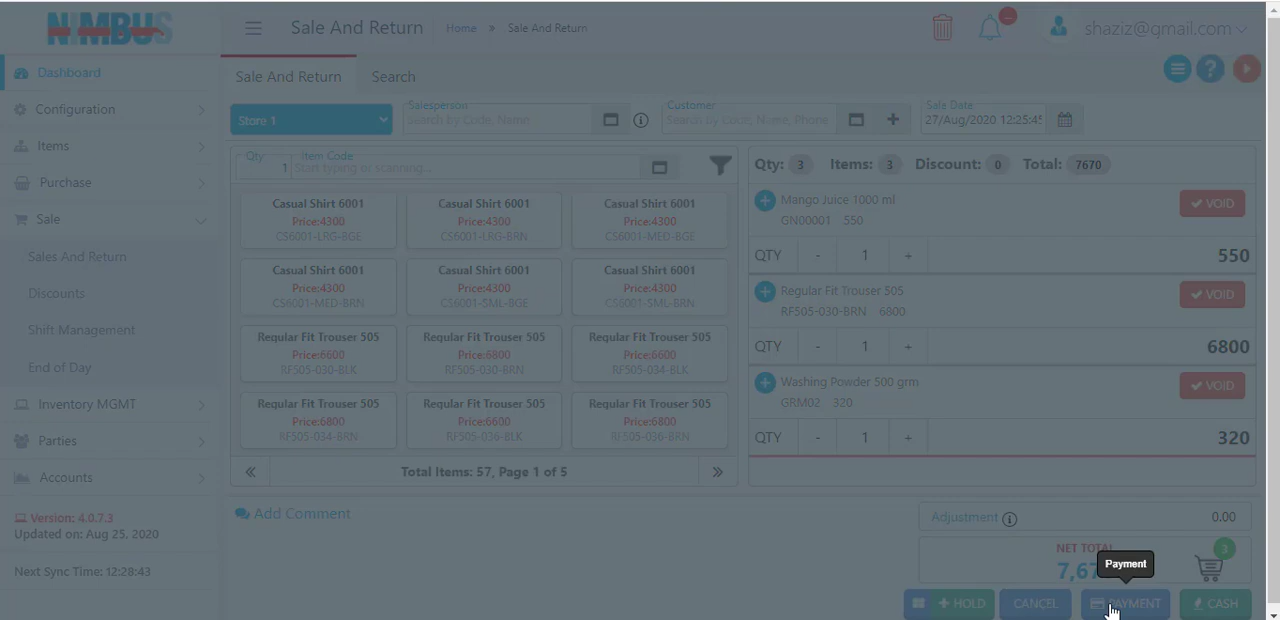 NIMBUS
Sale And Return
Home » Sale And Return
shaziz@gmail.com
Dashboard
Configuration
Items
Purchase
Sale
Sales And Return
Discounts
Shift Management
End of Day
Inventory MGMT
Parties
Accounts
Version: 4.0.7.3
Updated on: Aug 25, 2020
Next Sync Time: 12:28:43
Sale And Return
Search
Store 1
Salesperson
Search by Code, Name
Customer
Search by Code, Name, Phone
Sale Date
27/Aug/2020 12:25:45
Qty
1
Item Code
Start typing or scanning...
Casual Shirt 6001
Price:4300
CS6001-LRG-BGE
Casual Shirt 6001
Price:4300
CS6001-LRG-BRN
Casual Shirt 6001
Price:4300
CS6001-MED-BGE
Casual Shirt 6001
Price:4300
CS6001-MED-BRN
Casual Shirt 6001
Price:4300
CS6001-SML-BGE
Casual Shirt 6001
Price:4300
CS6001-SML-BRN
Regular Fit Trouser 505
Price:6600
RF505-030-BLK
Regular Fit Trouser 505
Price:6800
RF505-030-BRN
Regular Fit Trouser 505
Price:6600
RF505-034-BLK
Regular Fit Trouser 505
Price:6800
RF505-034-BRN
Regular Fit Trouser 505
Price:6600
RF505-036-BLK
Regular Fit Trouser 505
Price:6800
RF505-036-BRN
« Total Items: 57, Page 1 of 5 »
Qty: 3 Items: 3 Discount: 0 Total: 7670
Mango Juice 1000 ml
GN00001 550
VOID
QTY - 1 + 550
Regular Fit Trouser 505
RF505-030-BRN 6800
VOID
QTY - 1 + 6800
Washing Powder 500 grm
GRM02 320
VOID
QTY - 1 + 320
Add Comment
Adjustment 0.00
NET TOTAL
7,67
3
Payment
+ HOLD
CANCEL
PAYMENT
CASH